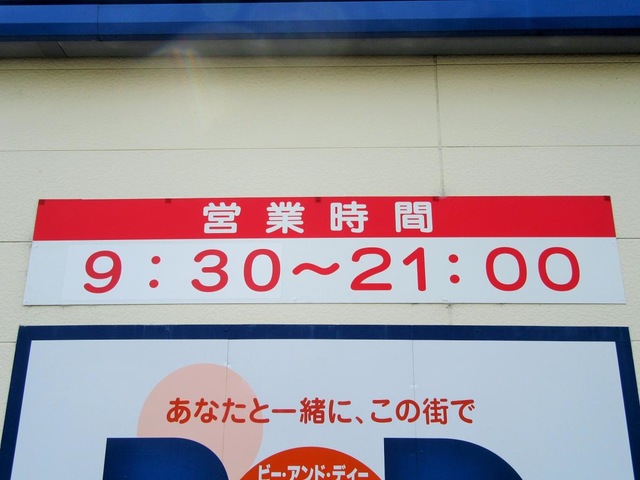 営業時間
9:30～21:00
あなたと一緒に、この街で
ビー・アンド・ディー